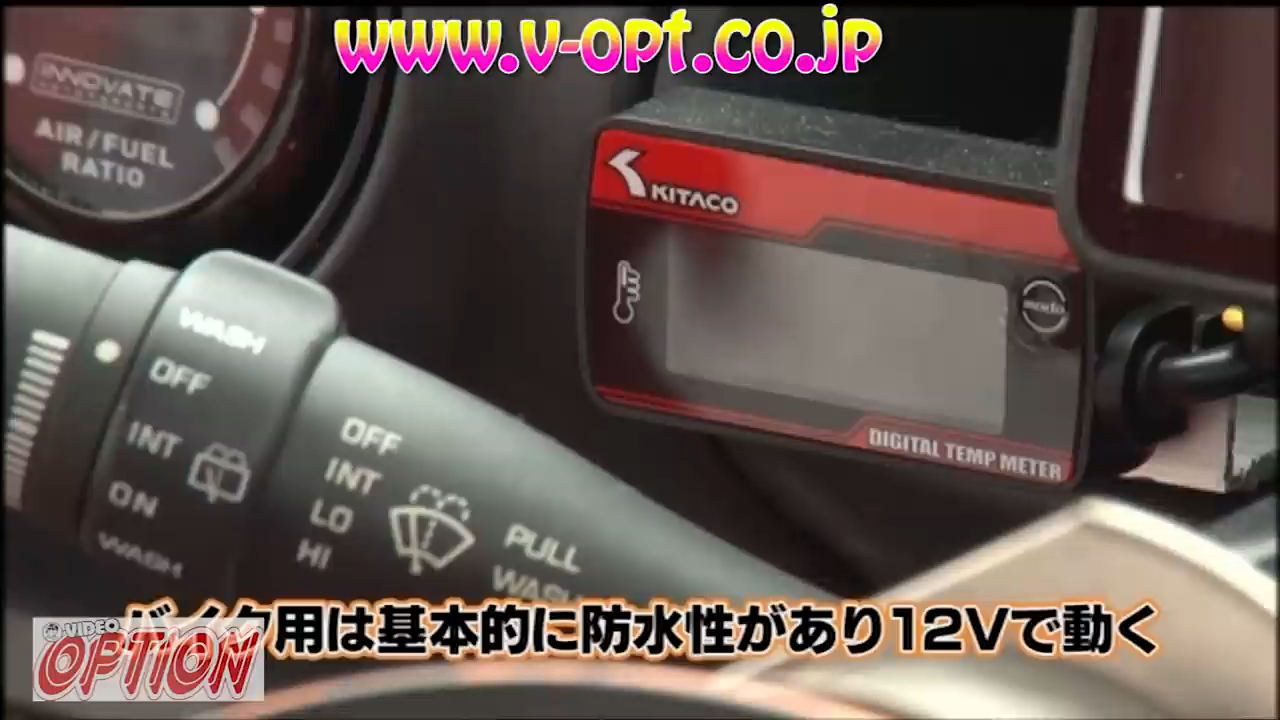 www.v-opt.co.jp
INNOVATE
AIR/FUEL
RATIO
KITACO
mode
DIGITAL TEMP METER
WASH
OFF
INT
ON
WASH
OFF
INT
LO
HI
PULL
WASH
バイク用は基本的に防水性があり12Vで動く
VIDEO
OPTION